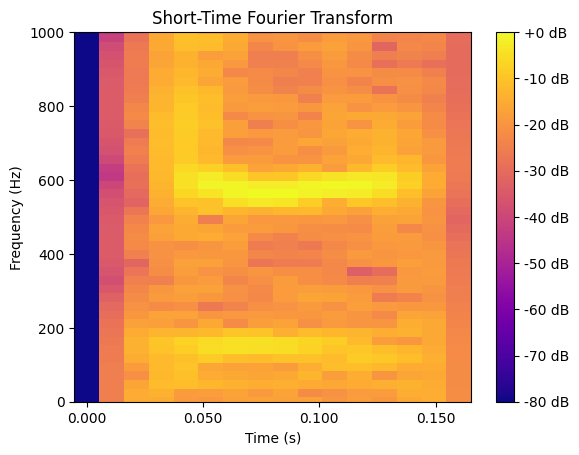 Short-Time Fourier Transform
1000
800
600
400
200
0
Frequency (Hz)
0.000
0.050
0.100
0.150
Time (s)
+0 dB
-10 dB
-20 dB
-30 dB
-40 dB
-50 dB
-60 dB
-70 dB
-80 dB